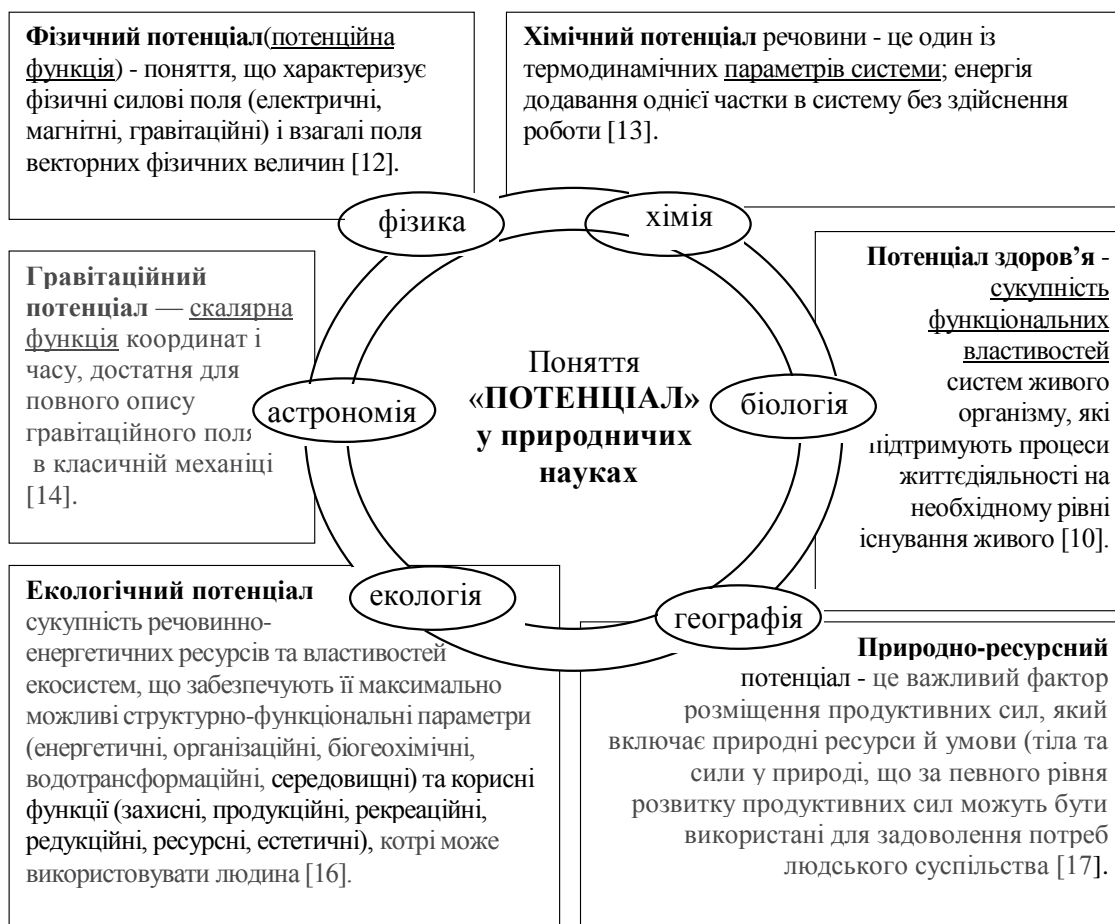 Фізичний потенціал(потенційна
функція) - поняття, що характеризує
фізичні силові поля (електричні,
магнітні, гравітаційні) і взагалі поля
векторних фізичних величин [12].
Хімічний потенціал речовини - це один із
термодинамічних параметрів системи; енергія
додавання однієї частки в систему без здійснення
роботи [13].
фізика
хімія
Гравітаційний
потенціал — скалярна
функція координат і
часу, достатня для
повного опису
гравітаційного поля
в класичній механіці
[14].
астрономія
Поняття
«ПОТЕНЦІАЛ»
у природничих
науках
біологія
Потенціал здоров’я -
сукупність
функціональних
властивостей
систем живого
організму, які
підтримують процеси
життєдіяльності на
необхідному рівні
існування живого [10].
екологія
географія
Екологічний потенціал
сукупність речовинно-
енергетичних ресурсів та властивостей
екосистем, що забезпечують її максимально
можливі структурно-функціональні параметри
(енергетичні, організаційні, біогеохімічні,
водотрансформаційні, середовищні) та корисні
функції (захисні, продукційні, рекреаційні,
редукційні, ресурсні, естетичні), котрі може
використовувати людина [16].
Природно-ресурсний
потенціал - це важливий фактор
розміщення продуктивних сил, який
включає природні ресурси й умови (тіла та
сили у природі, що за певного рівня
розвитку продуктивних сил можуть бути
використані для задоволення потреб
людського суспільства [17].